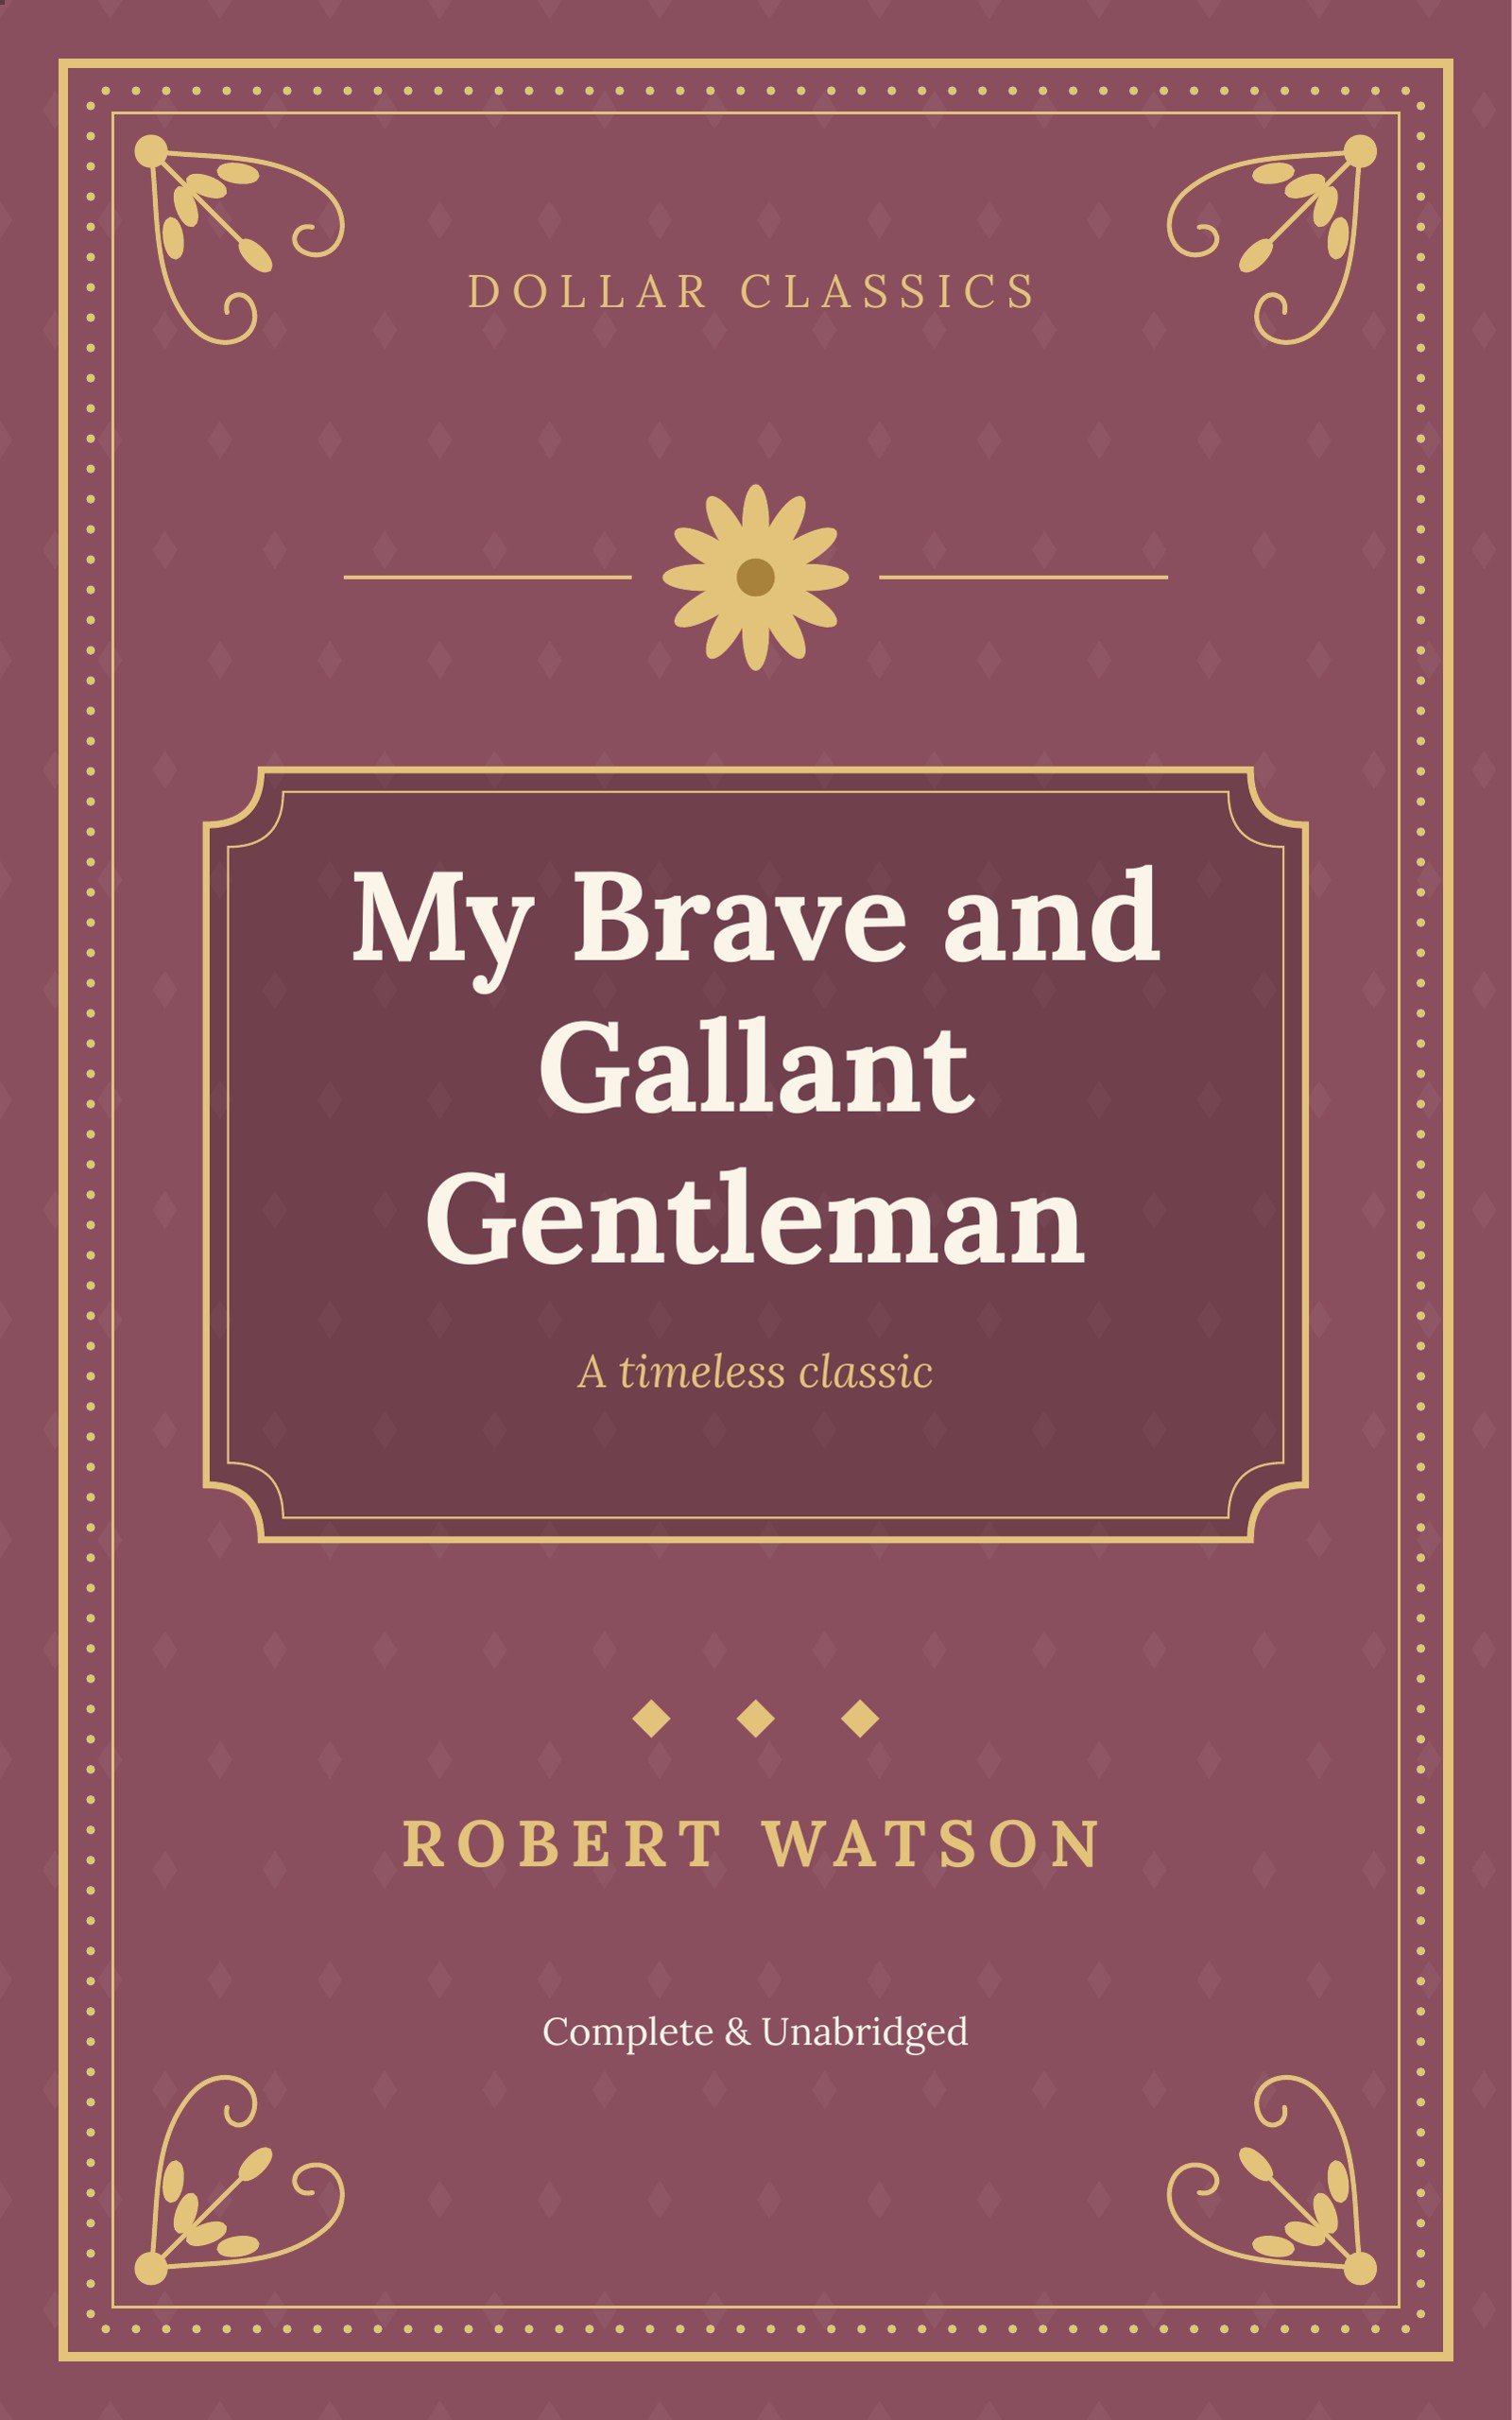 DOLLAR CLASSICS
My Brave and
Gallant
Gentleman
A timeless classic
ROBERT WATSON
Complete & Unabridged